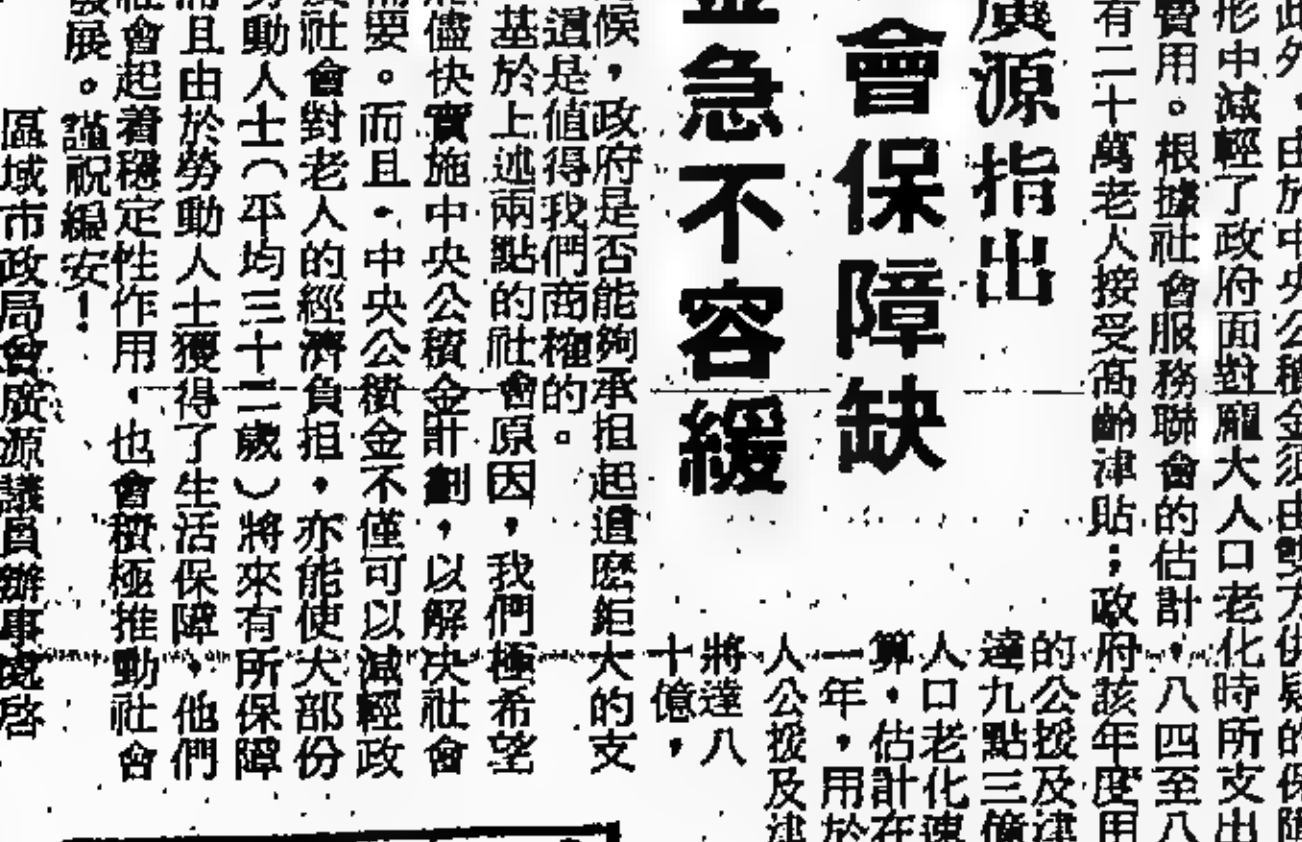 此外，由於中央公積金須由雙方供
形中減輕了政府面對龐大人口老化時所支出
費用。根據社會服務聯會的估計，八四至八
有二十萬老人接受高齡津貼；政府該年度用
的公援及津
達九點三億
人口老化速
算，估計在
一年，用於
人公援及津
將達八
十億，
廣源指出
會保障缺
急不容緩
候，政府是否能夠承担起這麼鉅大的支
這是值得我們商榷的。
基於上述兩點的社會原因，我們極希望
儘快實施中央公積金計劃，以解決社會
需要。而且，中央公積金不僅可以減輕政
社會對老人的經濟負担，亦能使大部份
勞動人士（平均三十二歲）將來有所保障
而且由於勞動人士獲得了生活保障，他們
社會起着穩定性作用，也會積極推動社會
發展。謹祝編安！
區域市政局會廣源議員辦事處啓